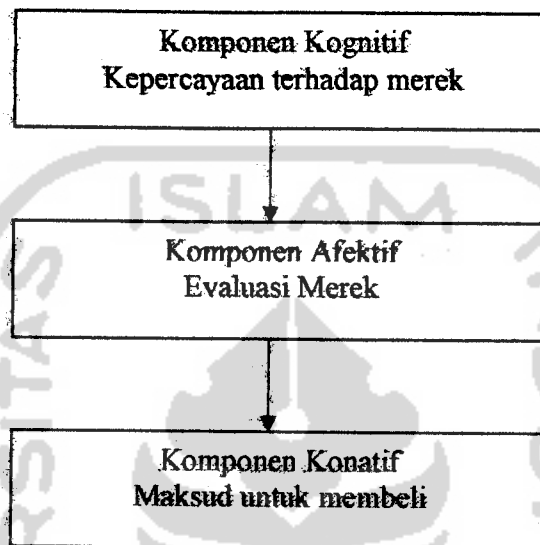 Komponen Kognitif
Kepercayaan terhadap merek
ISLAM
Komponen Afektif
Evaluasi Merek
Komponen Konatif
Maksud untuk membeli